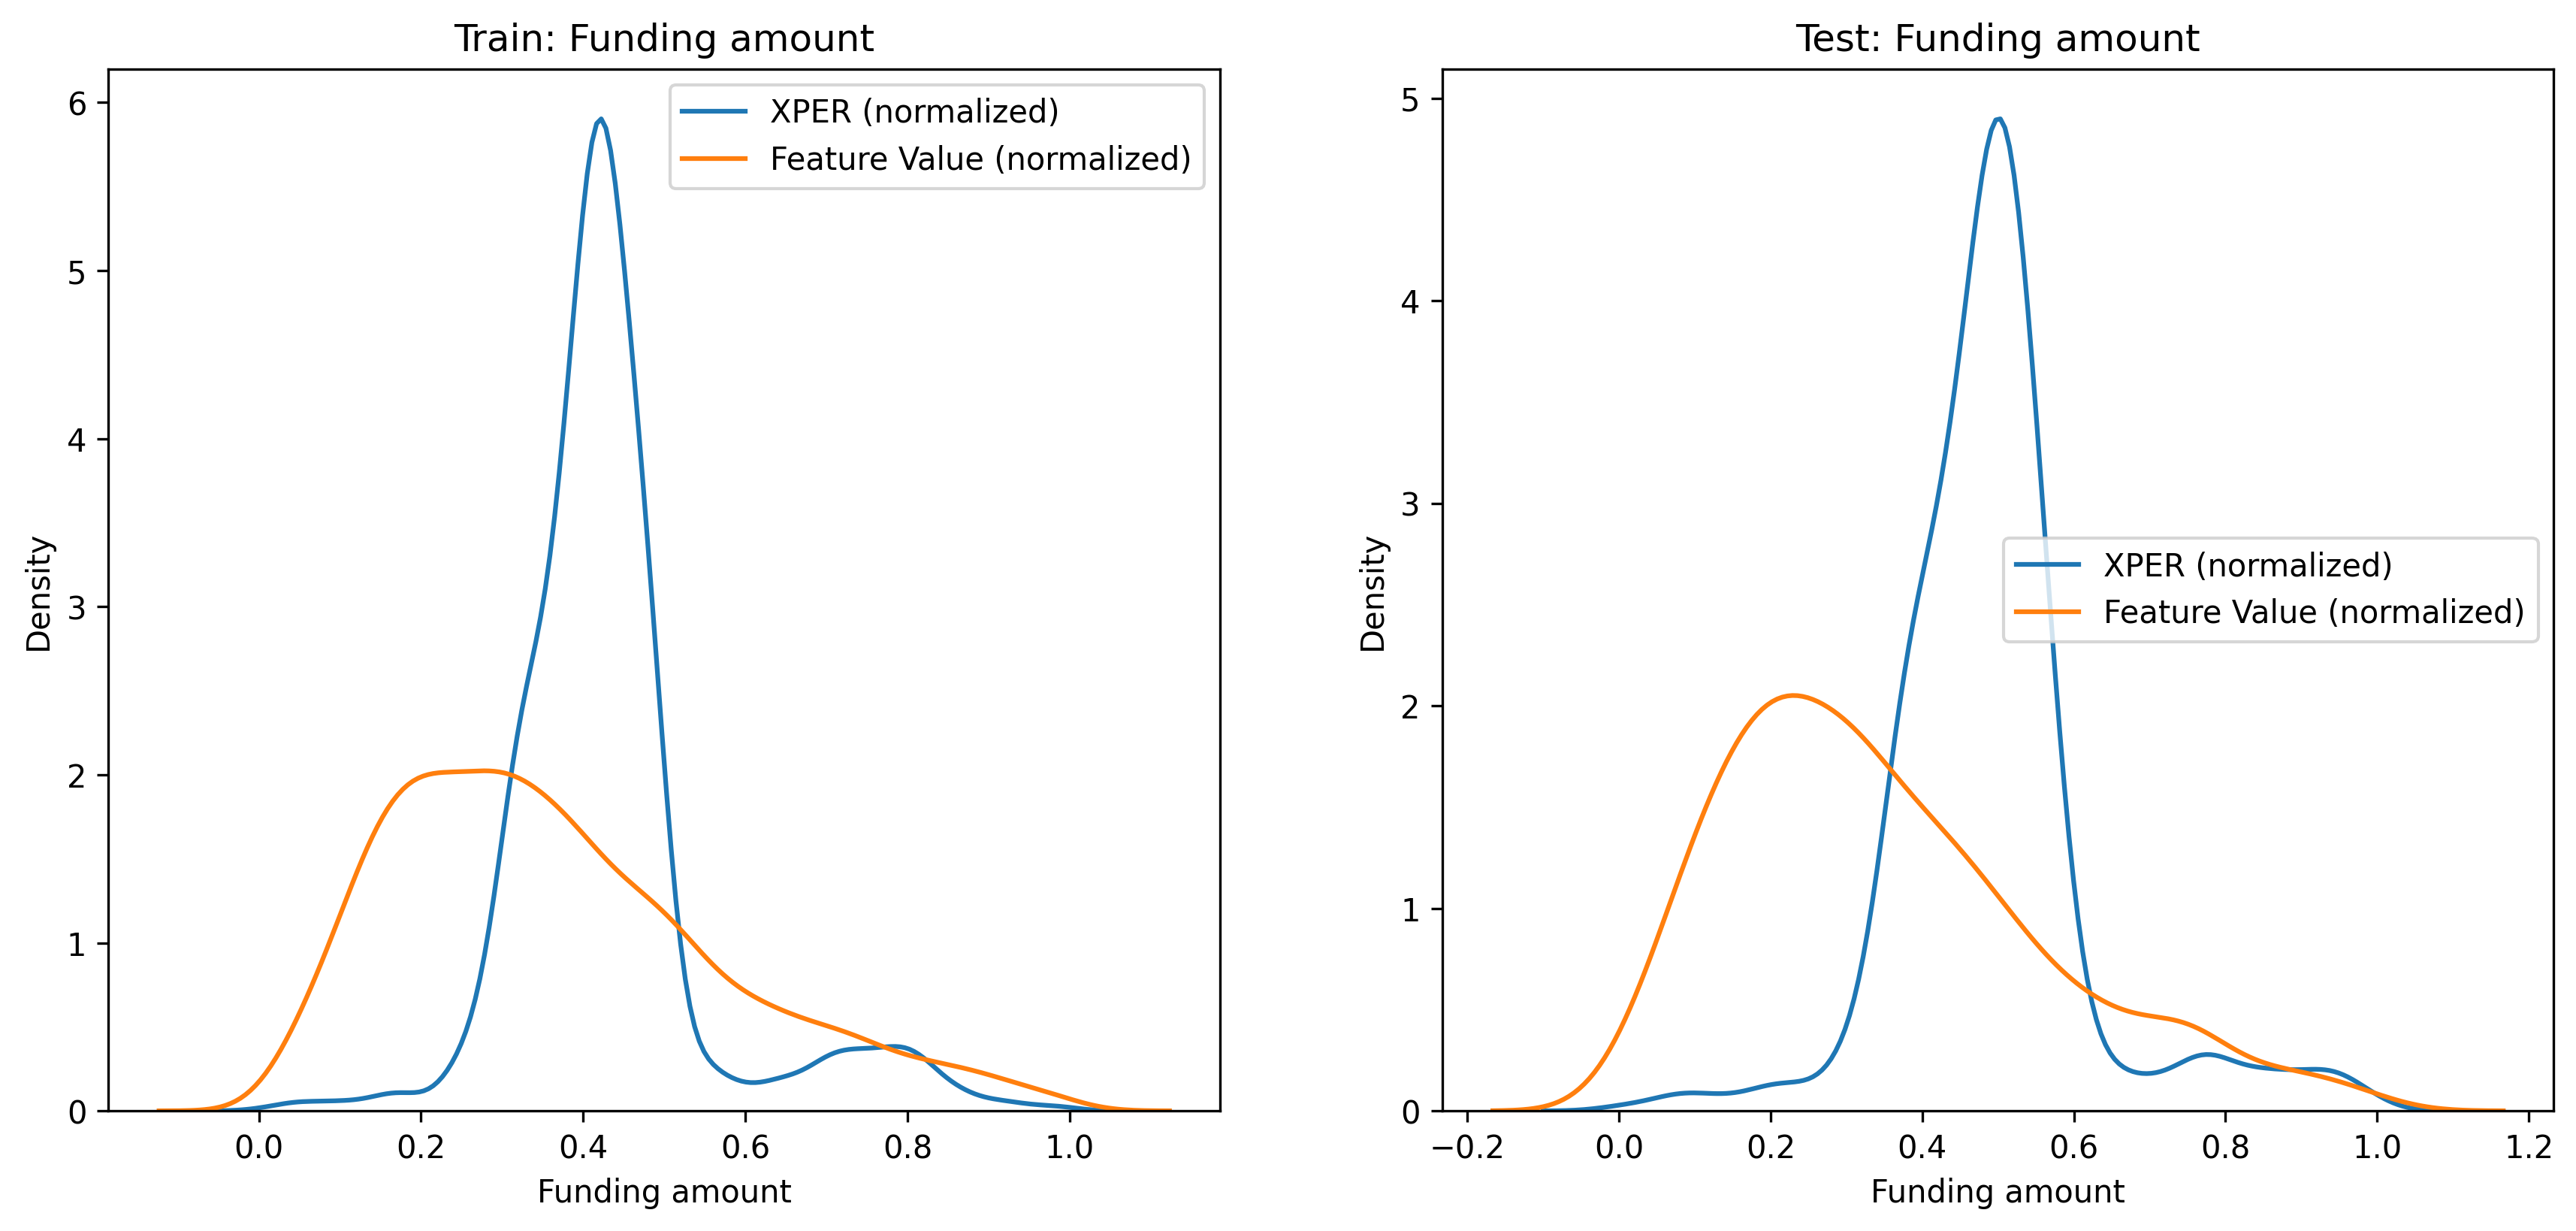 Train: Funding amount
XPER (normalized)
Feature Value (normalized)
Density
6
5
4
3
2
1
0
0.0 0.2 0.4 0.6 0.8 1.0
Funding amount
Test: Funding amount
XPER (normalized)
Feature Value (normalized)
Density
5
4
3
2
1
0
−0.2 0.0 0.2 0.4 0.6 0.8 1.0 1.2
Funding amount